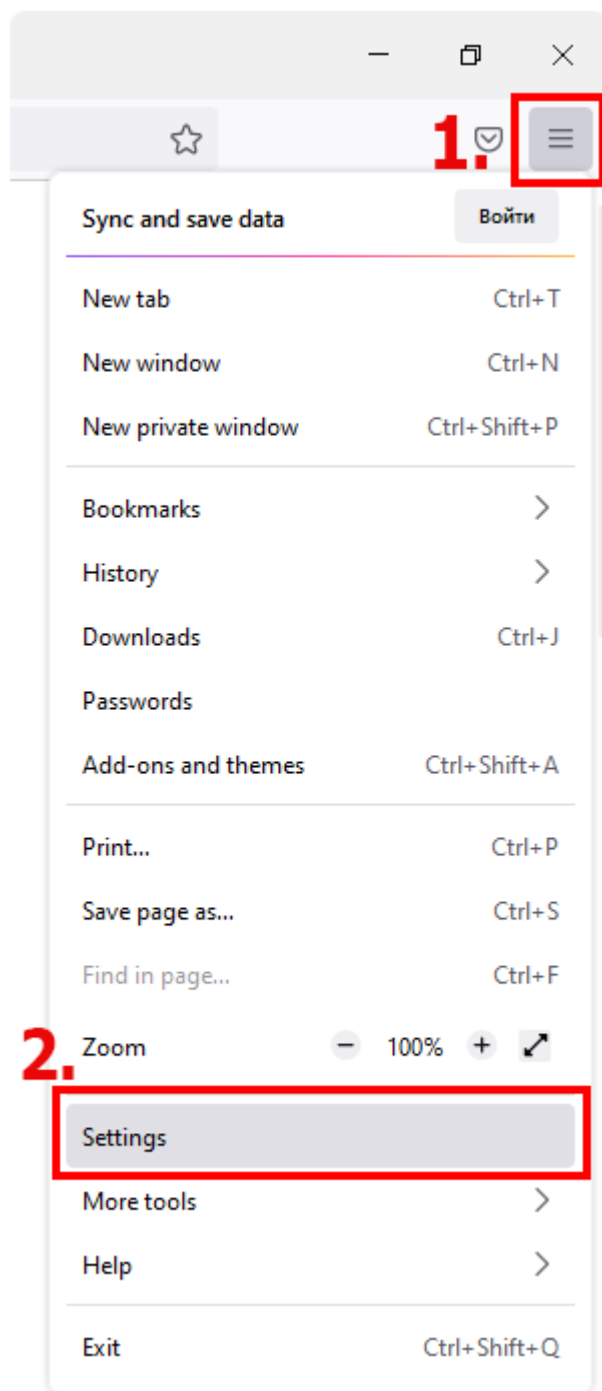 1.
Sync and save data Войти
New tab Ctrl+T
New window Ctrl+N
New private window Ctrl+Shift+P
Bookmarks
History
Downloads Ctrl+J
Passwords
Add-ons and themes Ctrl+Shift+A
Print... Ctrl+P
Save page as... Ctrl+S
Find in page... Ctrl+F
2. Zoom 100%
Settings
More tools
Help
Exit Ctrl+Shift+Q